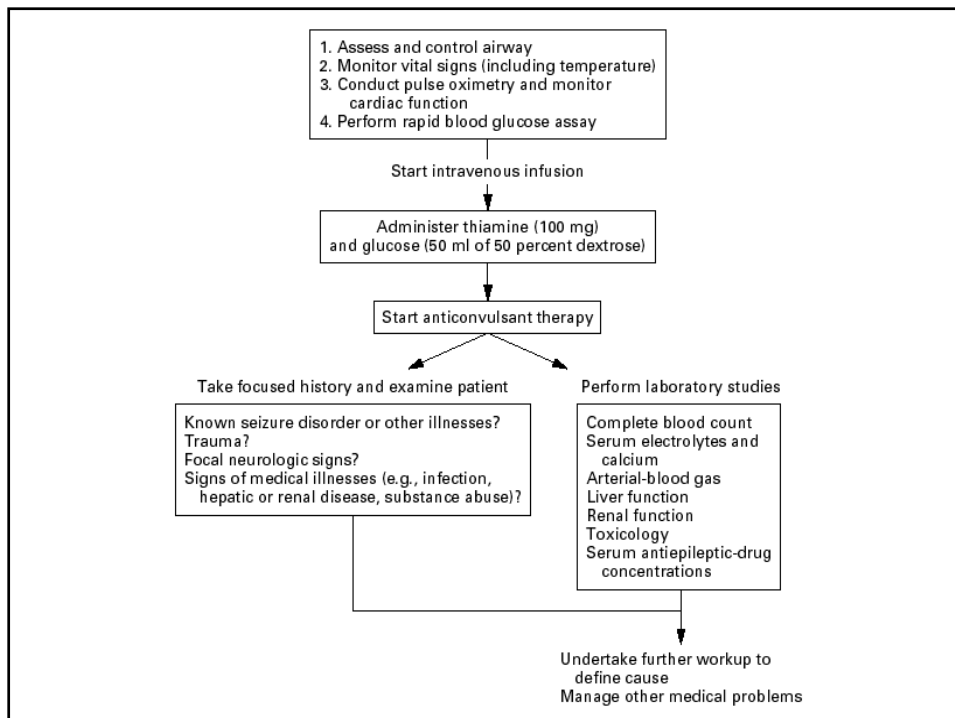 1. Assess and control airway
2. Monitor vital signs (including temperature)
3. Conduct pulse oximetry and monitor
cardiac function
4. Perform rapid blood glucose assay
Start intravenous infusion
Administer thiamine (100 mg)
and glucose (50 ml of 50 percent dextrose)
Start anticonvulsant therapy
Take focused history and examine patient
Known seizure disorder or other illnesses?
Trauma?
Focal neurologic signs?
Signs of medical illnesses (e.g., infection,
hepatic or renal disease, substance abuse)?
Perform laboratory studies
Complete blood count
Serum electrolytes and
calcium
Arterial-blood gas
Liver function
Renal function
Toxicology
Serum antiepileptic-drug
concentrations
Undertake further workup to
define cause
Manage other medical problems